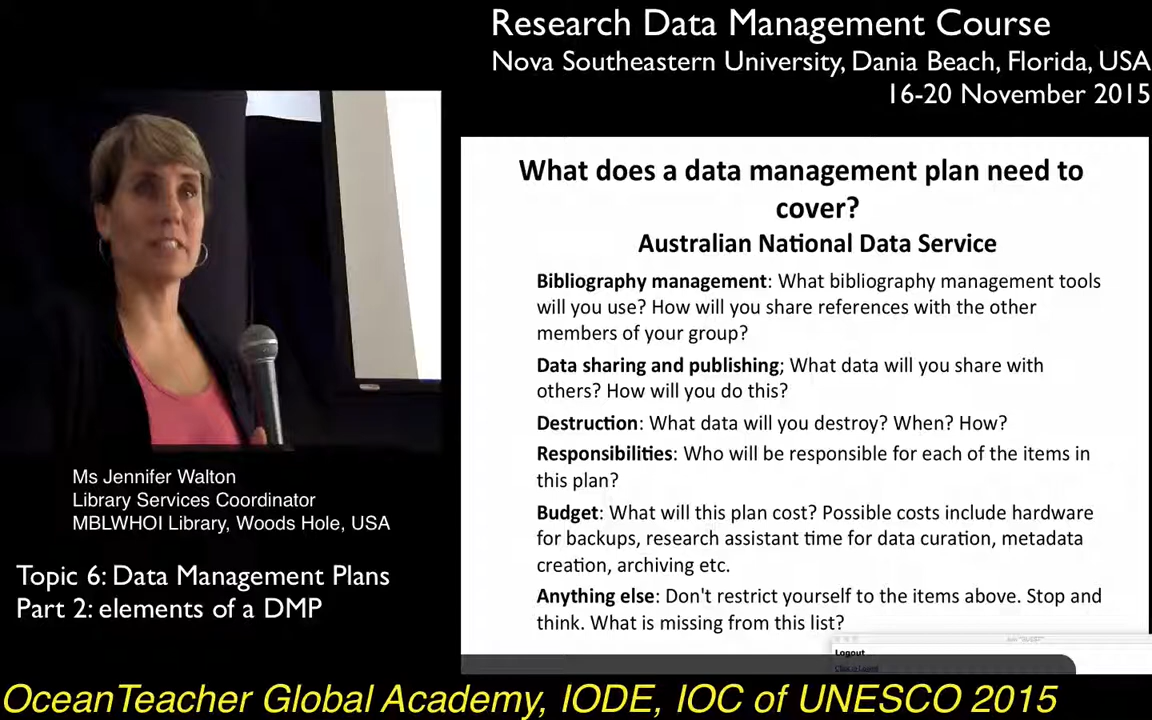 Research Data Management Course
Nova Southeastern University, Dania Beach, Florida, USA
16-20 November 2015
What does a data management plan need to
cover?
Australian National Data Service
Bibliography management: What bibliography management tools
will you use? How will you share references with the other
members of your group?
Data sharing and publishing; What data will you share with
others? How will you do this?
Destruction: What data will you destroy? When? How?
Responsibilities: Who will be responsible for each of the items in
this plan?
Budget: What will this plan cost? Possible costs include hardware
for backups, research assistant time for data curation, metadata
creation, archiving etc.
Anything else: Don't restrict yourself to the items above. Stop and
think. What is missing from this list?
Logout
Ms Jennifer Walton
Library Services Coordinator
MBLWHOI Library, Woods Hole, USA
Topic 6: Data Management Plans
Part 2: elements of a DMP
OceanTeacher Global Academy, IODE, IOC of UNESCO 2015